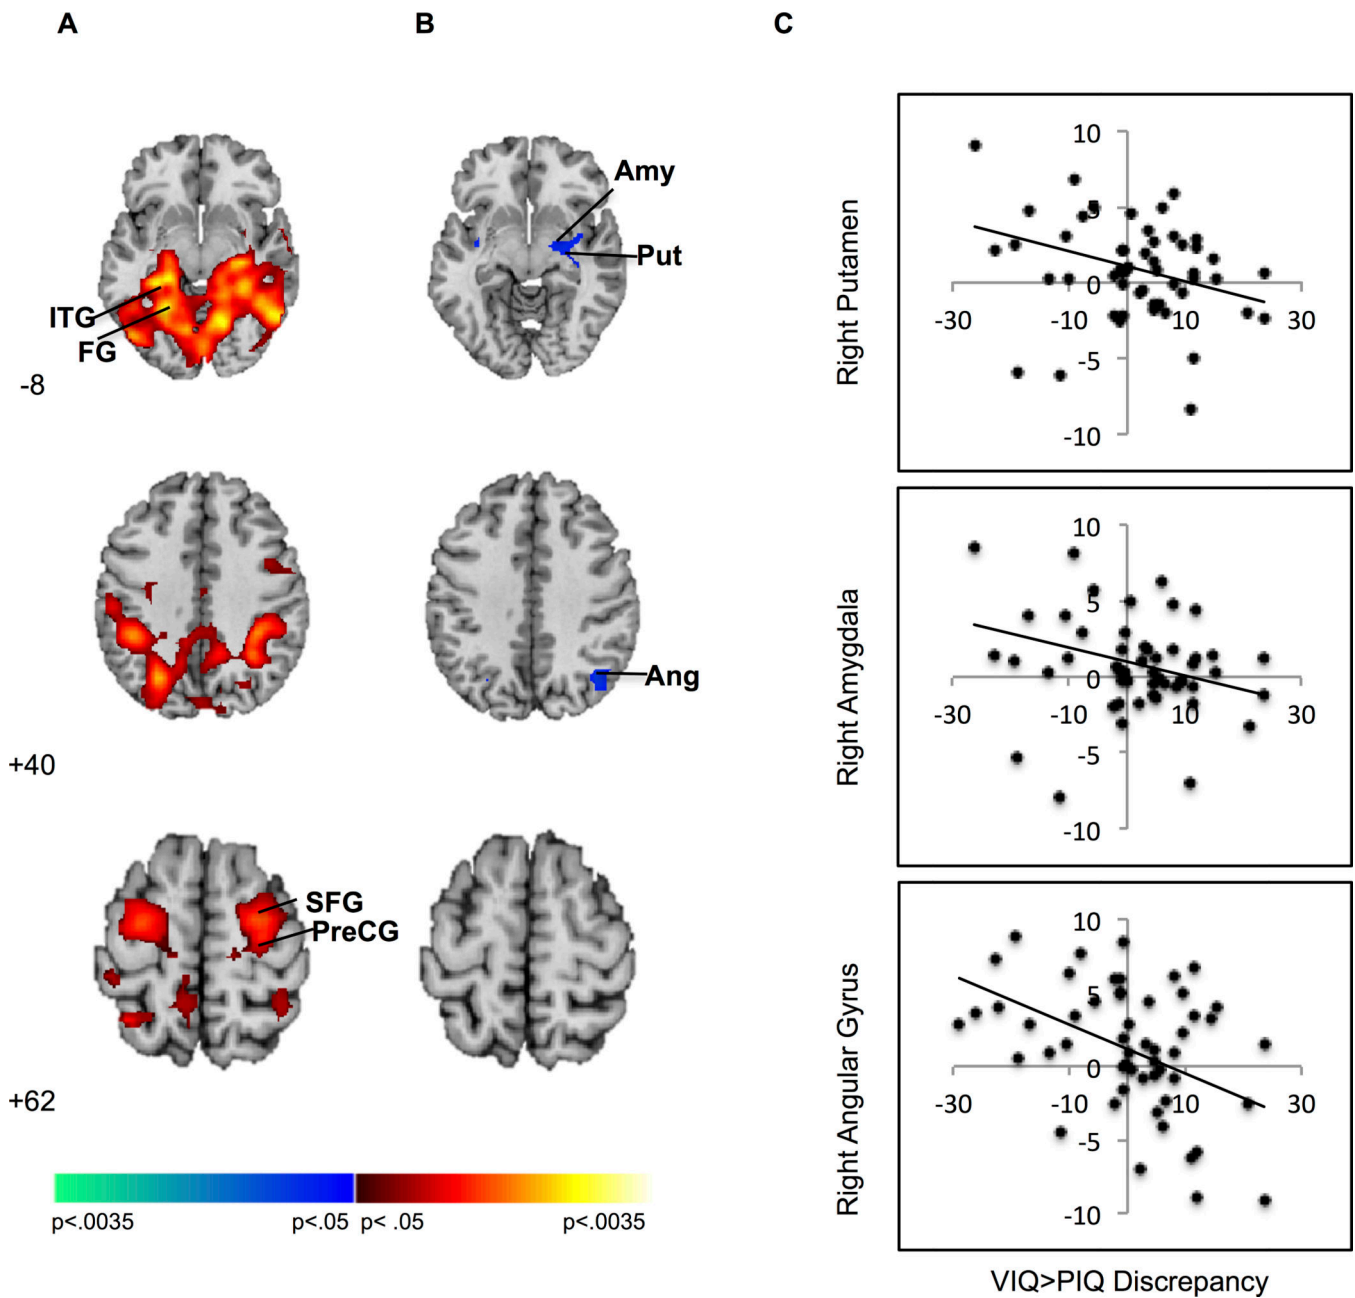 A
B
C
Amy
Put
ITG
FG
-8
Ang
+40
SFG
PreCG
+62
p<.0035
p<.05
p<.05
p<.0035
Right Putamen
10
5
0
-30
-10
10
30
-5
-10
Right Amygdala
10
5
0
-30
-10
10
30
-5
-10
Right Angular Gyrus
10
5
0
-30
-10
10
30
-5
-10
VIQ>PIQ Discrepancy